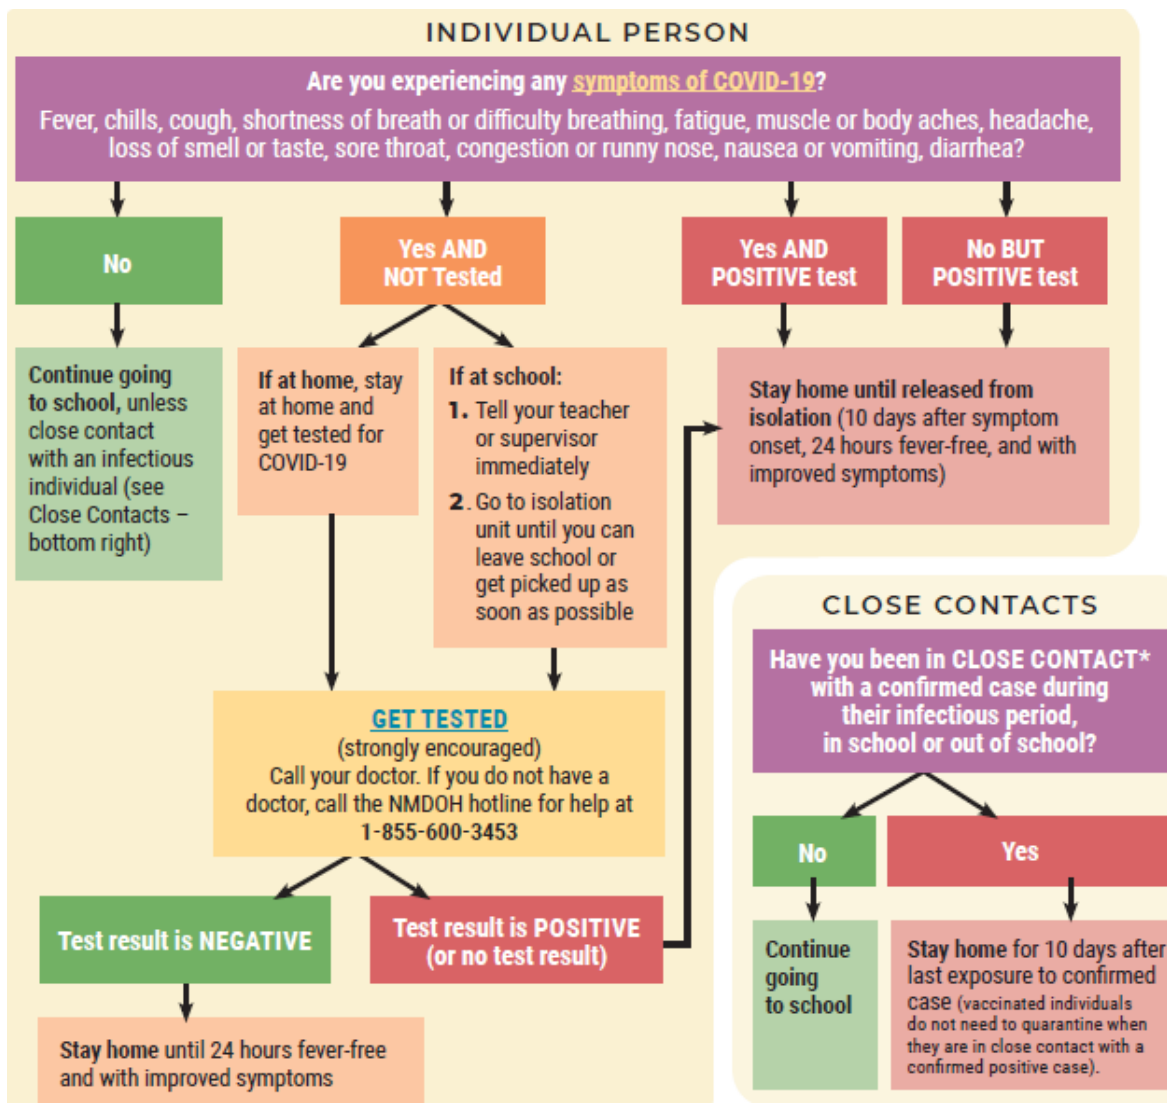 INDIVIDUAL PERSON
Are you experiencing any symptoms of COVID-19?
Fever, chills, cough, shortness of breath or difficulty breathing, fatigue, muscle or body aches, headache,
loss of smell or taste, sore throat, congestion or runny nose, nausea or vomiting, diarrhea?
No
Yes AND
NOT Tested
Yes AND
POSITIVE test
No BUT
POSITIVE test
Continue going
to school, unless
close contact
with an infectious
individual (see
Close Contacts –
bottom right)
If at home, stay
at home and
get tested for
COVID-19
If at school:
1. Tell your teacher
or supervisor
immediately
2. Go to isolation
unit until you can
leave school or
get picked up as
soon as possible
Stay home until released from
isolation (10 days after symptom
onset, 24 hours fever-free, and with
improved symptoms)
GET TESTED
(strongly encouraged)
Call your doctor. If you do not have a
doctor, call the NMDOH hotline for help at
1-855-600-3453
Test result is NEGATIVE
Test result is POSITIVE
(or no test result)
Stay home until 24 hours fever-free
and with improved symptoms
CLOSE CONTACTS
Have you been in CLOSE CONTACT*
with a confirmed case during
their infectious period,
in school or out of school?
No
Yes
Continue
going
to school
Stay home for 10 days after
last exposure to confirmed
case (vaccinated individuals
do not need to quarantine when
they are in close contact with a
confirmed positive case).